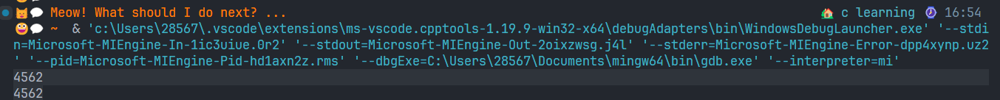 Meow! What should I do next? ... c learning 16:54
~ & 'c:\Users\28567\.vscode\extensions\ms-vscode.cpptools-1.19.9-win32-x64\debugAdapters\bin\WindowsDebugLauncher.exe' '--stdi
n=Microsoft-MIEngine-In-1ic3uiue.0r2' '--stdout=Microsoft-MIEngine-Out-2oixzwsg.j4l' '--stderr=Microsoft-MIEngine-Error-dpp4xynp.uz2
' '--pid=Microsoft-MIEngine-Pid-hd1axn2z.rms' '--dbgExe=C:\Users\28567\Documents\mingw64\bin\gdb.exe' '--interpreter=mi'
4562
4562